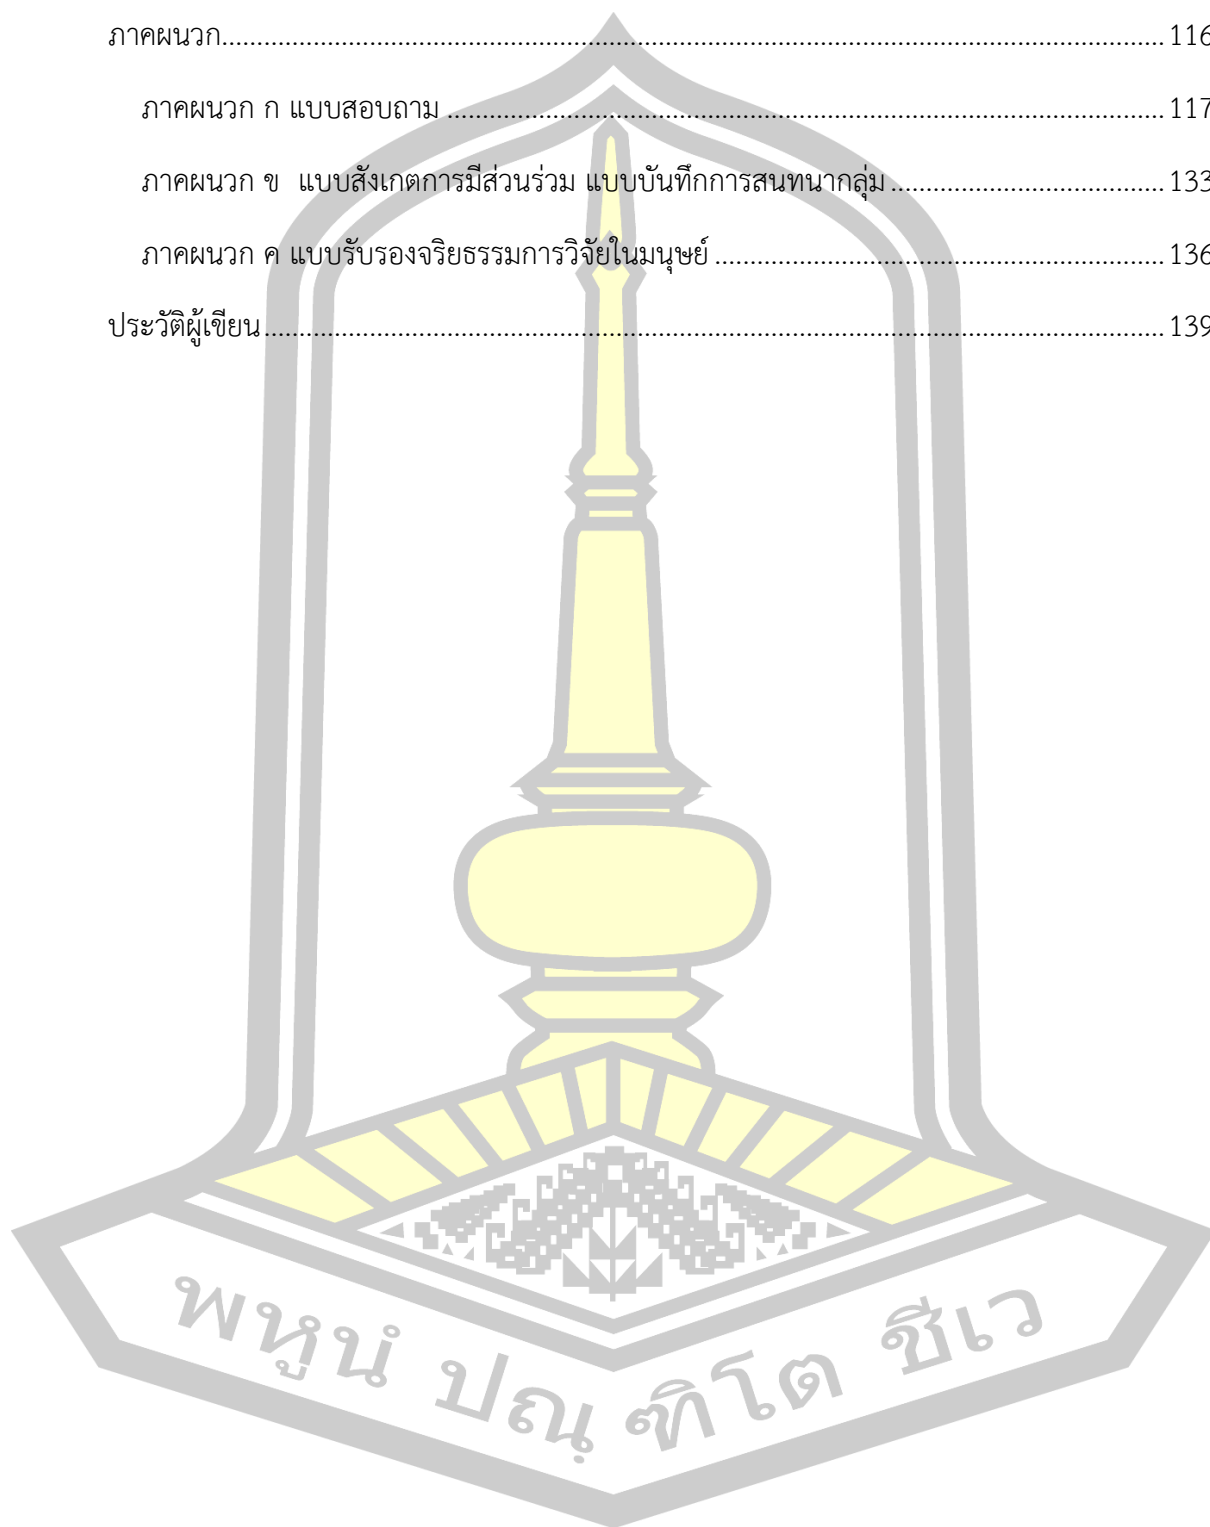 ภาคผนวก.................................................................................................................... 116
ภาคผนวก ก แบบสอบถาม ........................................................................................ 117
ภาคผนวก ข  แบบสังเกตการมีส่วนร่วม แบบบันทึกการสนทนากลุ่ม .................................. 133
ภาคผนวก ค แบบรับรองจริยธรรมการวิจัยในมนุษย์ ....................................................... 136
ประวัติผู้เขียน............................................................................................................... 139
พหูนํ ปณฺฑิโต ชีเว